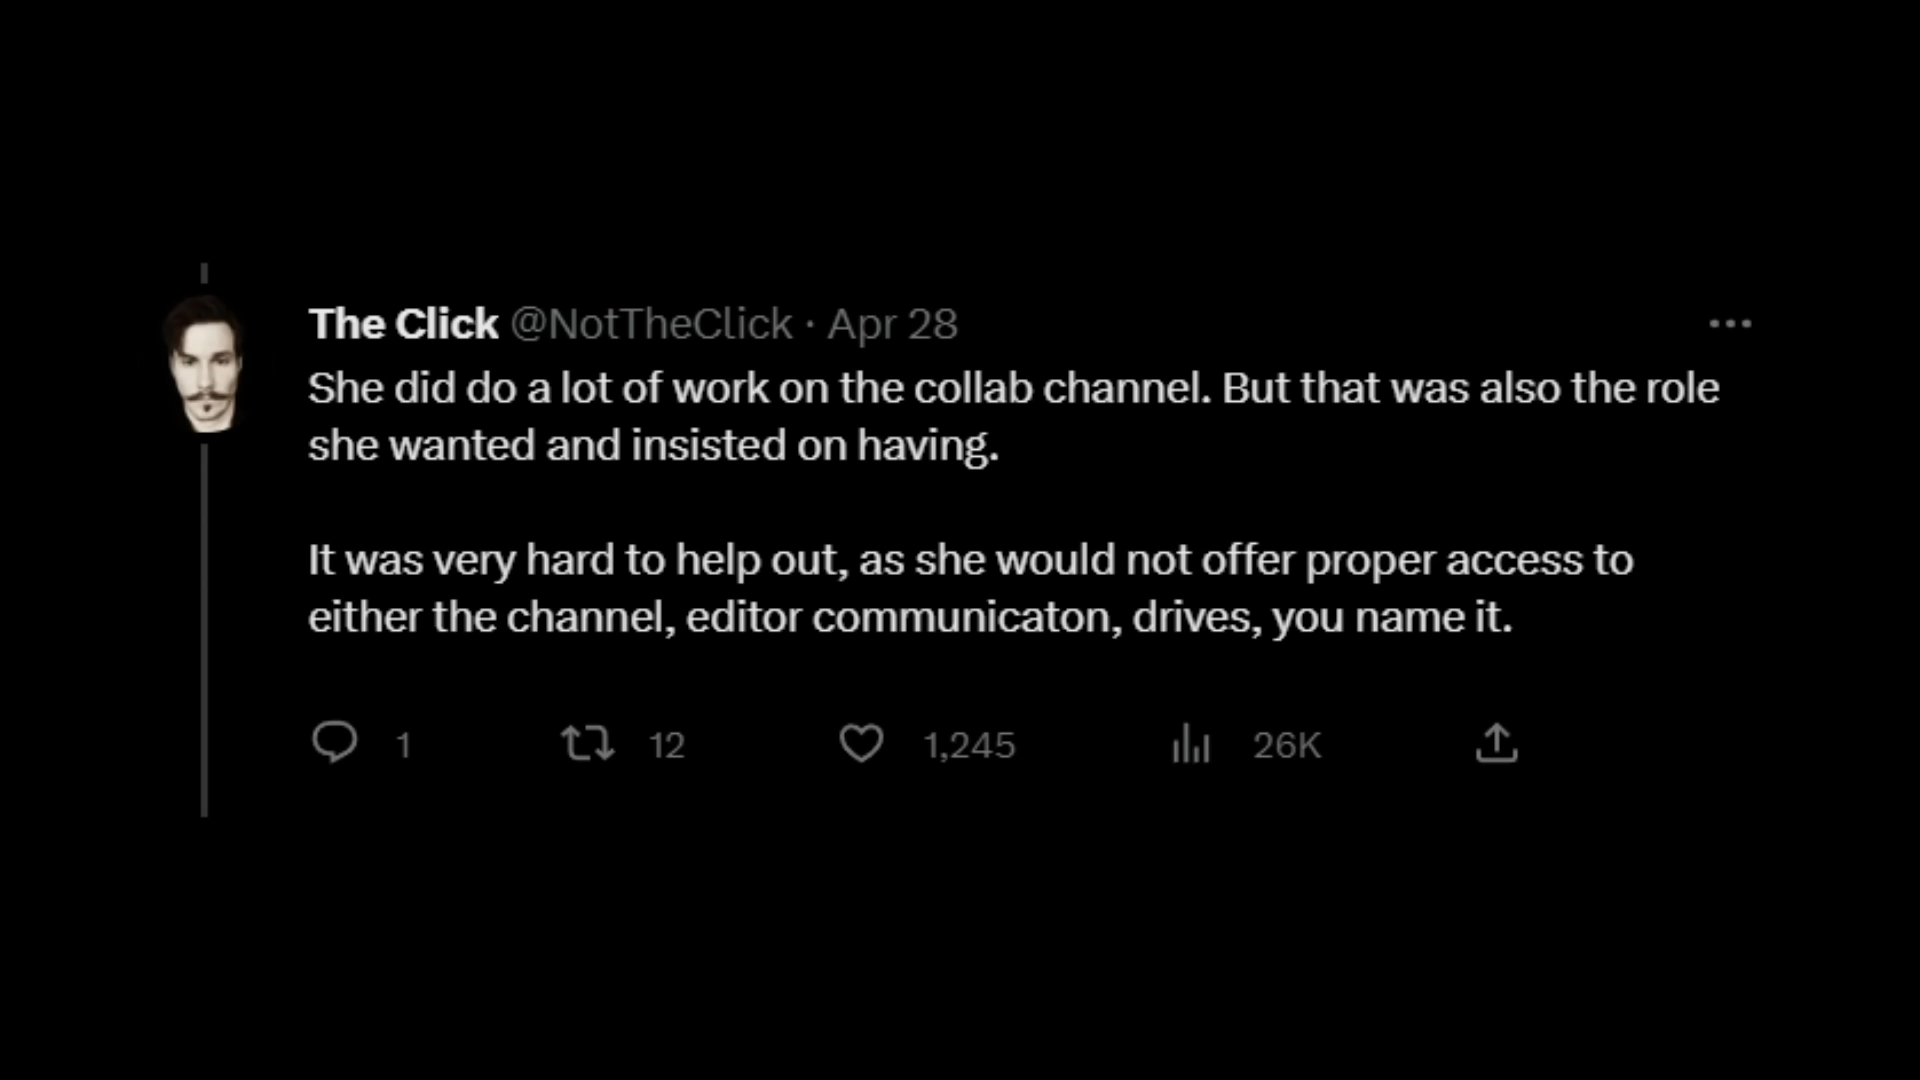 The Click @NotTheClick · Apr 28
She did do a lot of work on the collab channel. But that was also the role
she wanted and insisted on having.
It was very hard to help out, as she would not offer proper access to
either the channel, editor communicaton, drives, you name it.
1 12 1,245 26K